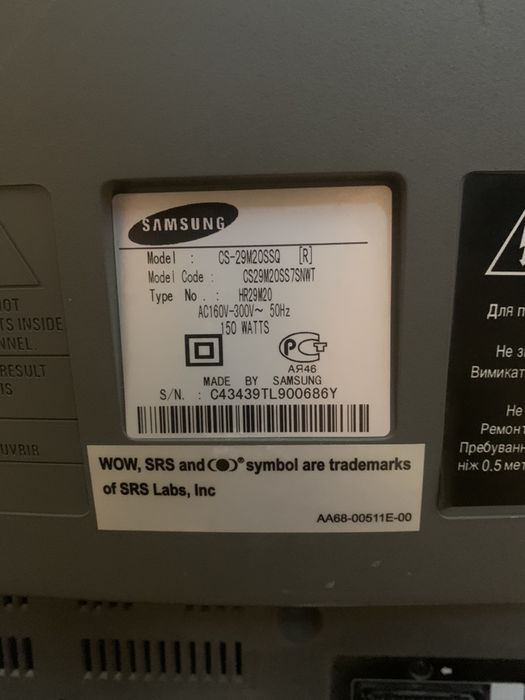 SAMSUNG
Model : CS-29M20SSQ [R]
Model Code : CS29M20SS7SNWT
Type No . : HR29M20
AC160V-300V~ 50Hz
150 WATTS
РСТ
АЯ46
MADE BY SAMSUNG
S/N. : C43439TL900686Y
WOW, SRS and (●)® symbol are trademarks
of SRS Labs, Inc
AA68-00511E-00
OT
TS INSIDE
NNEL.
RESULT
IS
UVRIR
Для п
Не з
Вимикат
Не
Ремонт
Пребуванн
ніж 0.5 мет